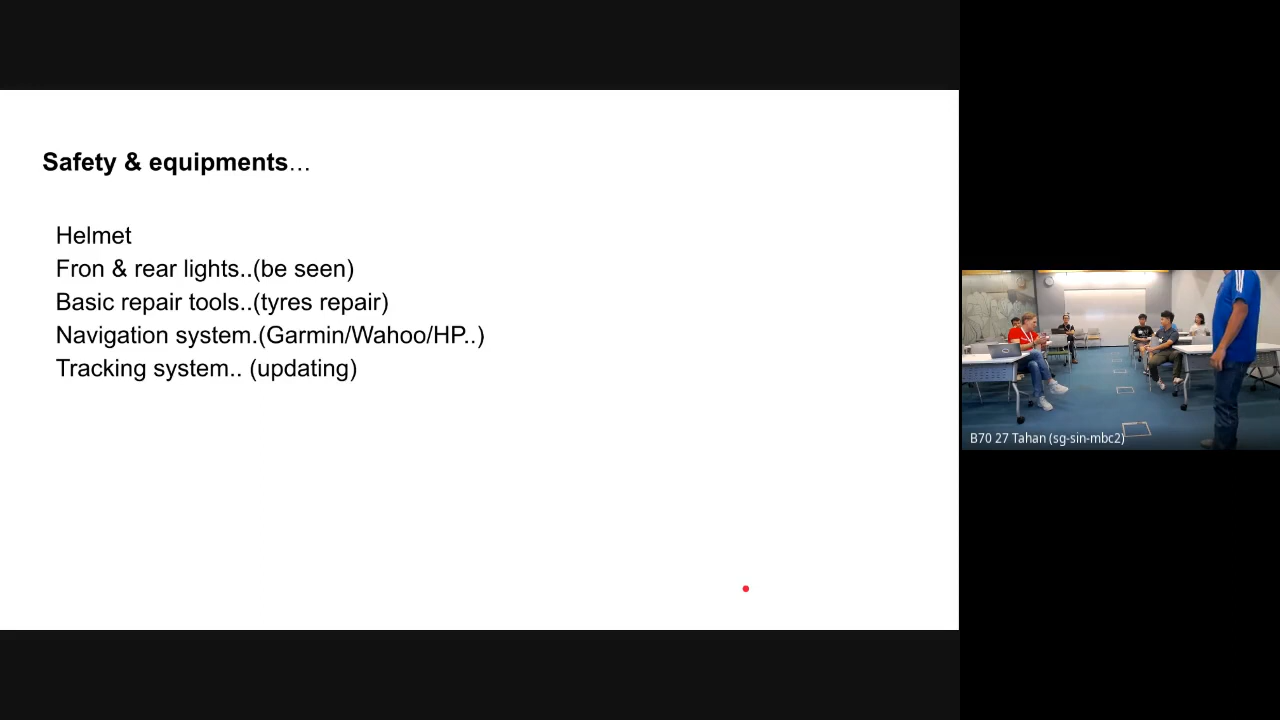 Safety & equipments…
Helmet
Fron & rear lights..(be seen)
Basic repair tools..(tyres repair)
Navigation system.(Garmin/Wahoo/HP..)
Tracking system.. (updating)
B70 27 Tahan (sg-sin-mbc2)